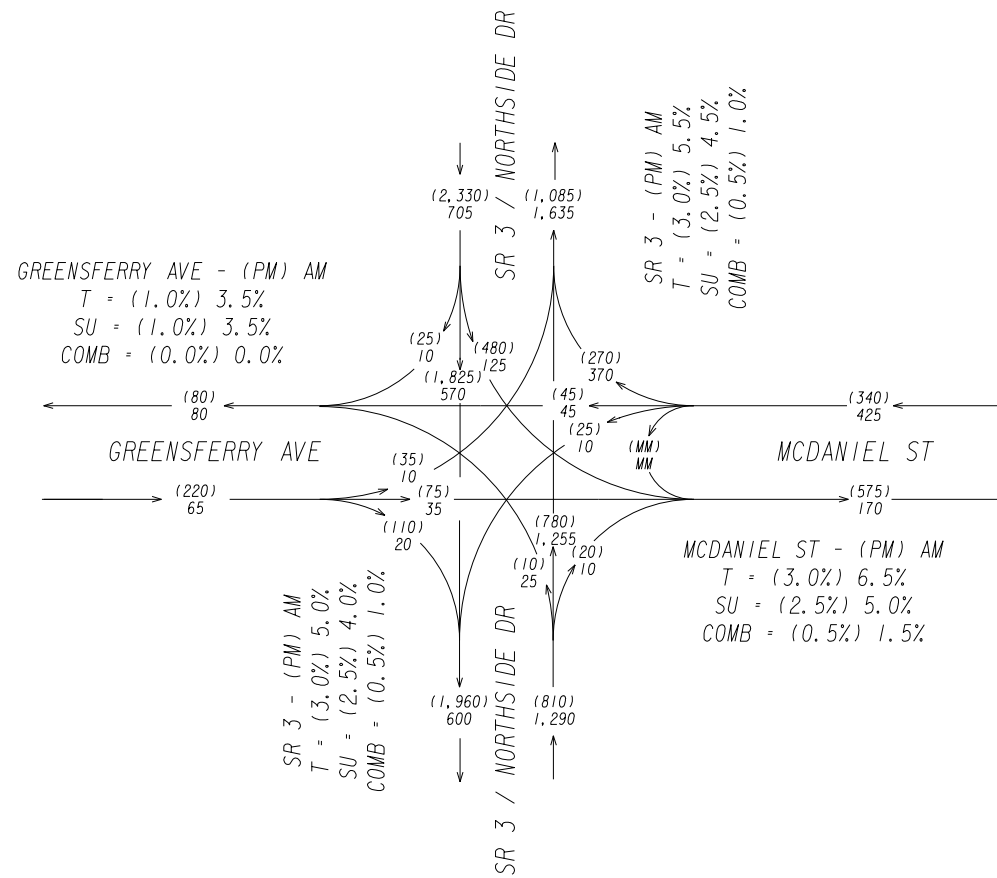 SR 3 / NORTHSIDE DR
SR 3 - (PM) AM
T = (3.0%) 5.5%
SU = (2.5%) 4.5%
COMB = (0.5%) 1.0%
(2,330)
705
(1,085)
1,635
GREENSFERRY AVE - (PM) AM
T = (1.0%) 3.5%
SU = (1.0%) 3.5%
COMB = (0.0%) 0.0%
(25)
10
(480)
125
(1,825)
570
(270)
370
(80)
80
(45)
45
(340)
425
(25)
10
(MM)
MM
GREENSFERRY AVE
MCDANIEL ST
(35)
10
(220)
65
(75)
35
(575)
170
(110)
20
(780)
1,255
(10)
25
(20)
10
MCDANIEL ST - (PM) AM
T = (3.0%) 6.5%
SU = (2.5%) 5.0%
COMB = (0.5%) 1.5%
SR 3 - (PM) AM
T = (3.0%) 5.0%
SU = (2.5%) 4.0%
COMB = (0.5%) 1.0%
(1,960)
600
(810)
1,290
SR 3 / NORTHSIDE DR